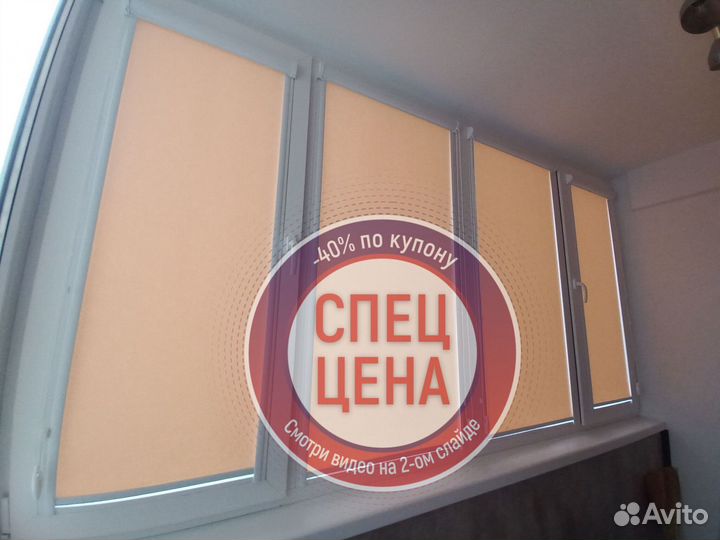 -40% по купону
СПЕЦ
ЦЕНА
Смотри видео на 2-ом слайде
Avito